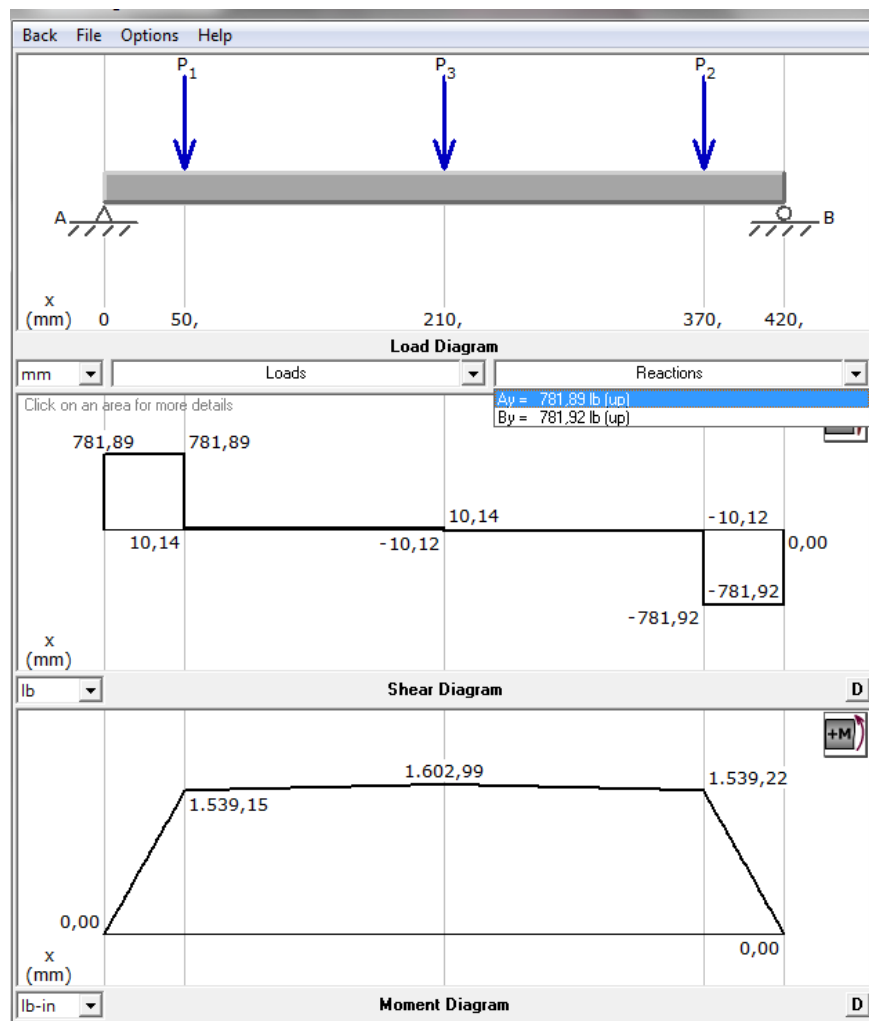 Back File Options Help
P1 P3 P2
A B
x
(mm) 0 50, 210, 370, 420,
Load Diagram
mm Loads Reactions
Click on an area for more details
Ay = 781,89 lb (up)
By = 781,92 lb (up)
781,89 781,89
10,14 -10,12 10,14 -10,12 0,00
-781,92
-781,92
x
(mm)
lb Shear Diagram D
+M
1.602,99
1.539,15 1.539,22
0,00
0,00
x
(mm)
lb-in Moment Diagram D